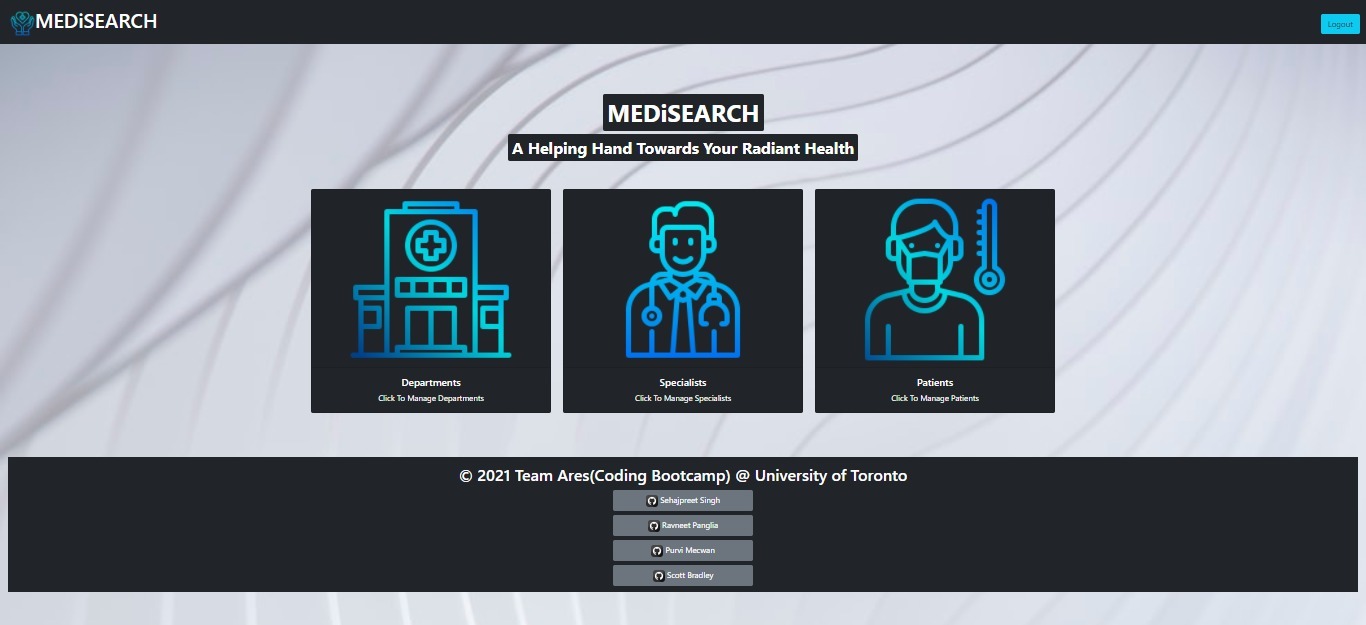 MEDiSEARCH
Logout
MEDiSEARCH
A Helping Hand Towards Your Radiant Health
Departments
Click To Manage Departments
Specialists
Click To Manage Specialists
Patients
Click To Manage Patients
© 2021 Team Ares(Coding Bootcamp) @ University of Toronto
Sehajpreet Singh
Ravneet Panglia
Purvi Mecwan
Scott Bradley